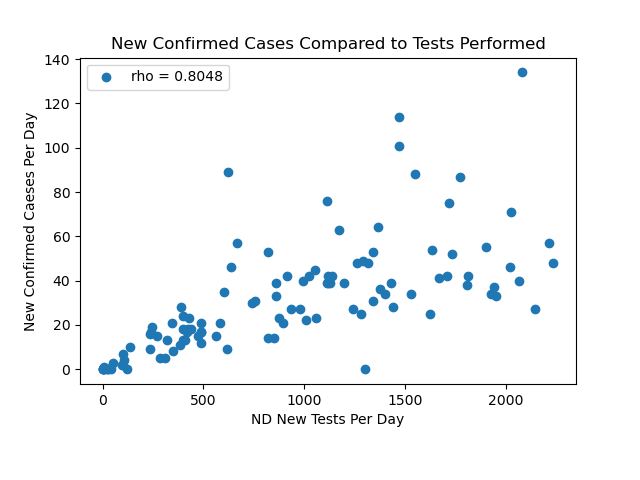 New Confirmed Cases Compared to Tests Performed
rho = 0.8048
New Confirmed Caeses Per Day
140
120
100
80
60
40
20
0
0 500 1000 1500 2000
ND New Tests Per Day